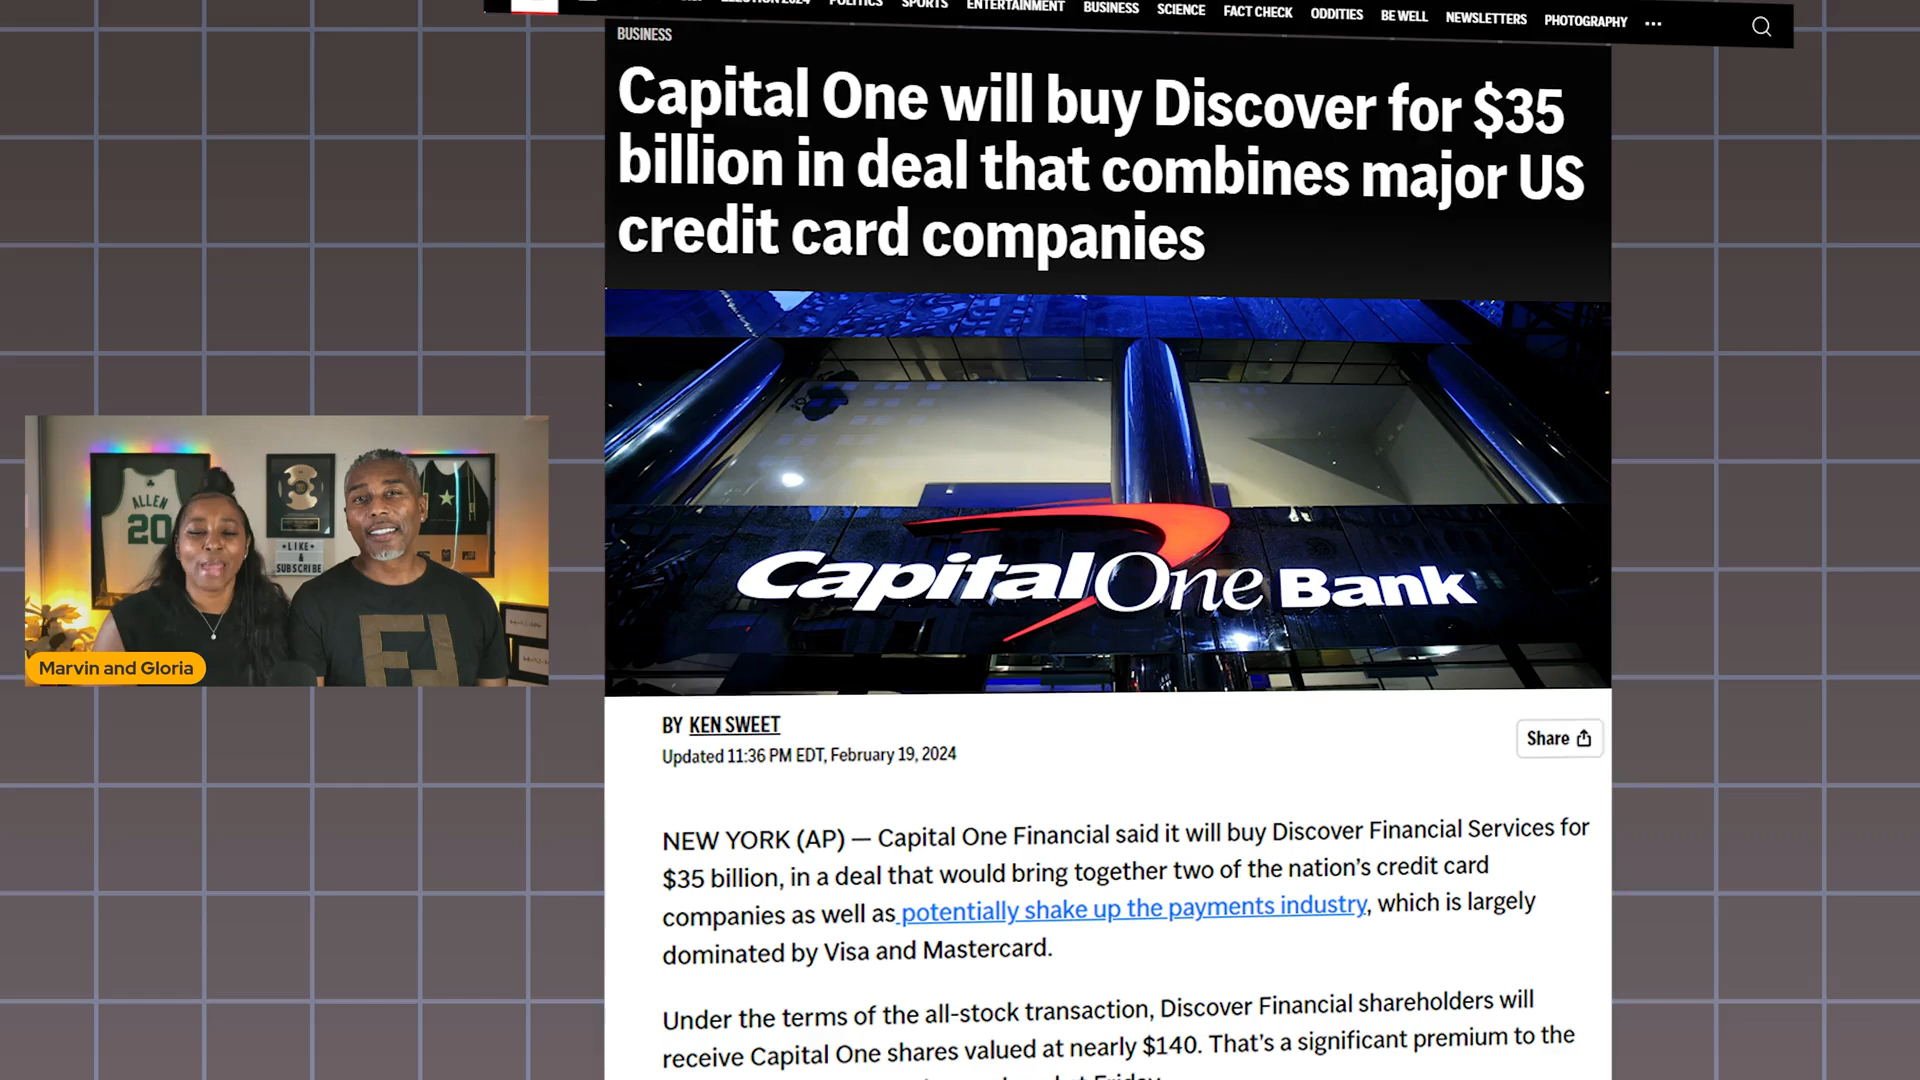 POLITICS SPORTS ENTERTAINMENT BUSINESS SCIENCE FACT CHECK ODDITIES BE WELL NEWSLETTERS PHOTOGRAPHY
BUSINESS
Capital One will buy Discover for $35
billion in deal that combines major US
credit card companies
ALLEN
20
LIKE
&
SUBSCRIBE
Marvin and Gloria
CapitalOne Bank
BY KEN SWEET
Updated 11:36 PM EDT, February 19, 2024
Share
NEW YORK (AP) — Capital One Financial said it will buy Discover Financial Services for
$35 billion, in a deal that would bring together two of the nation’s credit card
companies as well as potentially shake up the payments industry, which is largely
dominated by Visa and Mastercard.
Under the terms of the all-stock transaction, Discover Financial shareholders will
receive Capital One shares valued at nearly $140. That’s a significant premium to the